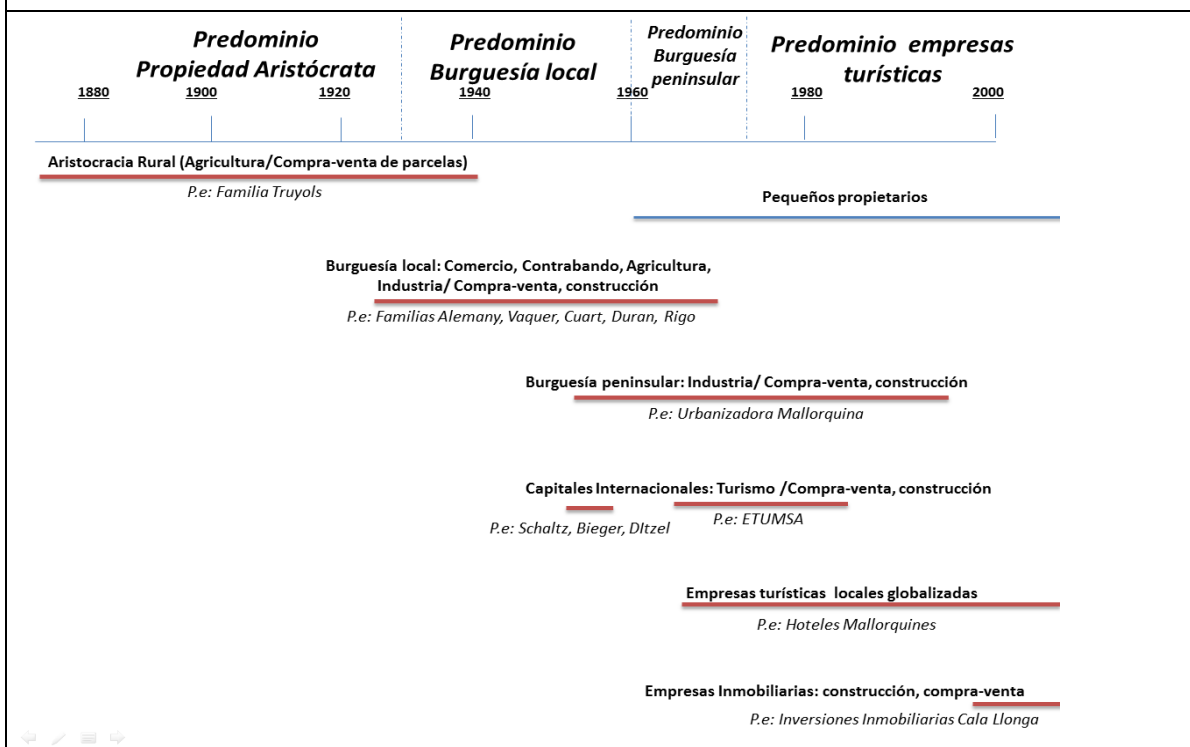 Predominio
Propiedad Aristócrata
Predominio
Burguesía local
Predominio
Burguesía
peninsular
Predominio empresas
turísticas
1880
1900
1920
1940
1960
1980
2000
Aristocracia Rural (Agricultura/Compra-venta de parcelas)
P.e: Familia Truyols
Pequeños propietarios
Burguesía local: Comercio, Contrabando, Agricultura,
Industria/ Compra-venta, construcción
P.e: Familias Alemany, Vaquer, Cuart, Duran, Rigo
Burguesía peninsular: Industria/ Compra-venta, construcción
P.e: Urbanizadora Mallorquina
Capitales Internacionales: Turismo /Compra-venta, construcción
P.e: Schaltz, Bieger, DItzel
P.e: ETUMSA
Empresas turísticas locales globalizadas
P.e: Hoteles Mallorquines
Empresas Inmobiliarias: construcción, compra-venta
P.e: Inversiones Inmobiliarias Cala Llonga